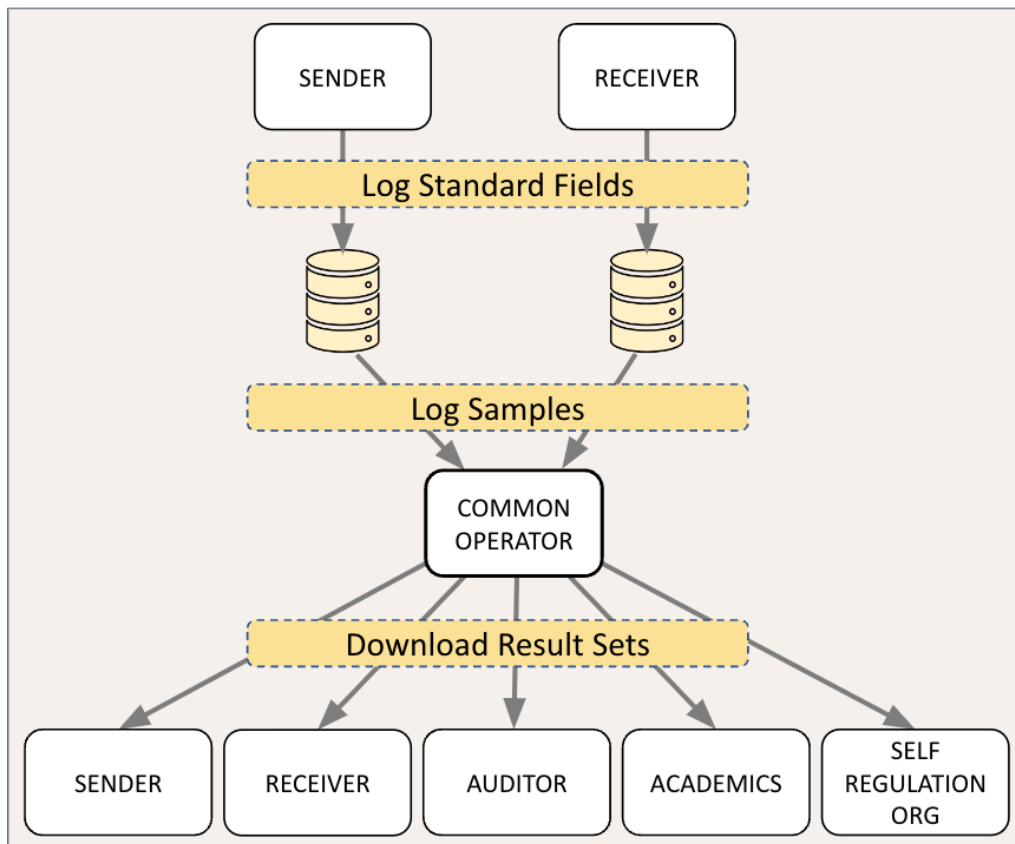 SENDER
RECEIVER
Log Standard Fields
Log Samples
COMMON
OPERATOR
Download Result Sets
SENDER
RECEIVER
AUDITOR
ACADEMICS
SELF
REGULATION
ORG